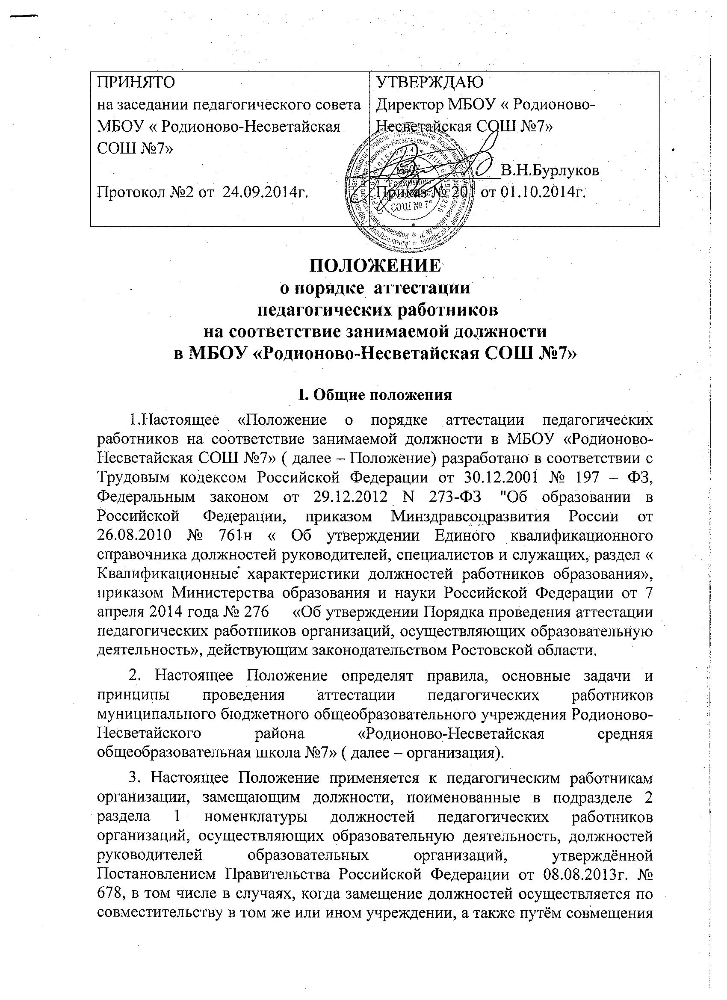 ПРИНЯТО
на заседании педагогического совета
МБОУ « Родионово-Несветайская
СОШ №7»
Протокол №2 от 24.09.2014г.
УТВЕРЖДАЮ
Директор МБОУ « Родионово-
Несветайская СОШ №7»
В.Н.Бурлуков
Приказ № 201 от 01.10.2014г.
МБОУ
СОШ № 7"
ПОЛОЖЕНИЕ
о порядке аттестации
педагогических работников
на соответствие занимаемой должности
в МБОУ «Родионово-Несветайская СОШ №7»
I. Общие положения
1.Настоящее «Положение о порядке аттестации педагогических
работников на соответствие занимаемой должности в МБОУ «Родионово-
Несветайская СОШ №7» ( далее – Положение) разработано в соответствии с
Трудовым кодексом Российской Федерации от 30.12.2001 № 197 – ФЗ,
Федеральным законом от 29.12.2012 N 273-ФЗ "Об образовании в
Российской Федерации, приказом Минздравсоцразвития России от
26.08.2010 № 761н « Об утверждении Единого квалификационного
справочника должностей руководителей, специалистов и служащих, раздел «
Квалификационные характеристики должностей работников образования»,
приказом Министерства образования и науки Российской Федерации от 7
апреля 2014 года № 276 «Об утверждении Порядка проведения аттестации
педагогических работников организаций, осуществляющих образовательную
деятельность», действующим законодательством Ростовской области.
2. Настоящее Положение определят правила, основные задачи и
принципы проведения аттестации педагогических работников
муниципального бюджетного общеобразовательного учреждения Родионово-
Несветайского района «Родионово-Несветайская средняя
общеобразовательная школа №7» ( далее – организация).
3. Настоящее Положение применяется к педагогическим работникам
организации, замещающим должности, поименованные в подразделе 2
раздела 1 номенклатуры должностей педагогических работников
организаций, осуществляющих образовательную деятельность, должностей
руководителей образовательных организаций, утверждённой
Постановлением Правительства Российской Федерации от 08.08.2013г. №
678, в том числе в случаях, когда замещение должностей осуществляется по
совместительству в том же или ином учреждении, а также путём совмещения